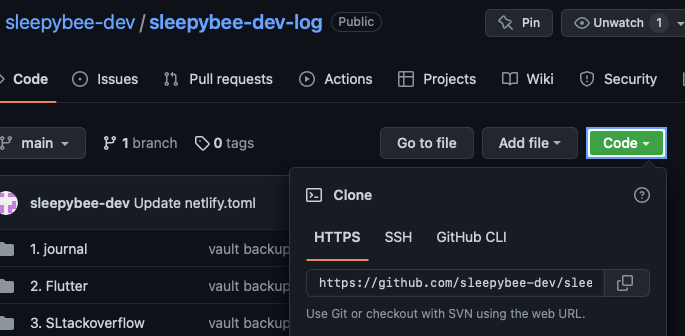 sleepybee-dev / sleepybee-dev-log Public Pin Unwatch 1
Code Issues Pull requests Actions Projects Wiki Security
main 1 branch 0 tags Go to file Add file Code
sleepybee-dev Update netlify.toml
Clone
1. journal vault backup
HTTPS SSH GitHub CLI
2. Flutter vault backup
https://github.com/sleepybee-dev/slee
3. SLtackoverflow vault backup
Use Git or checkout with SVN using the web URL.